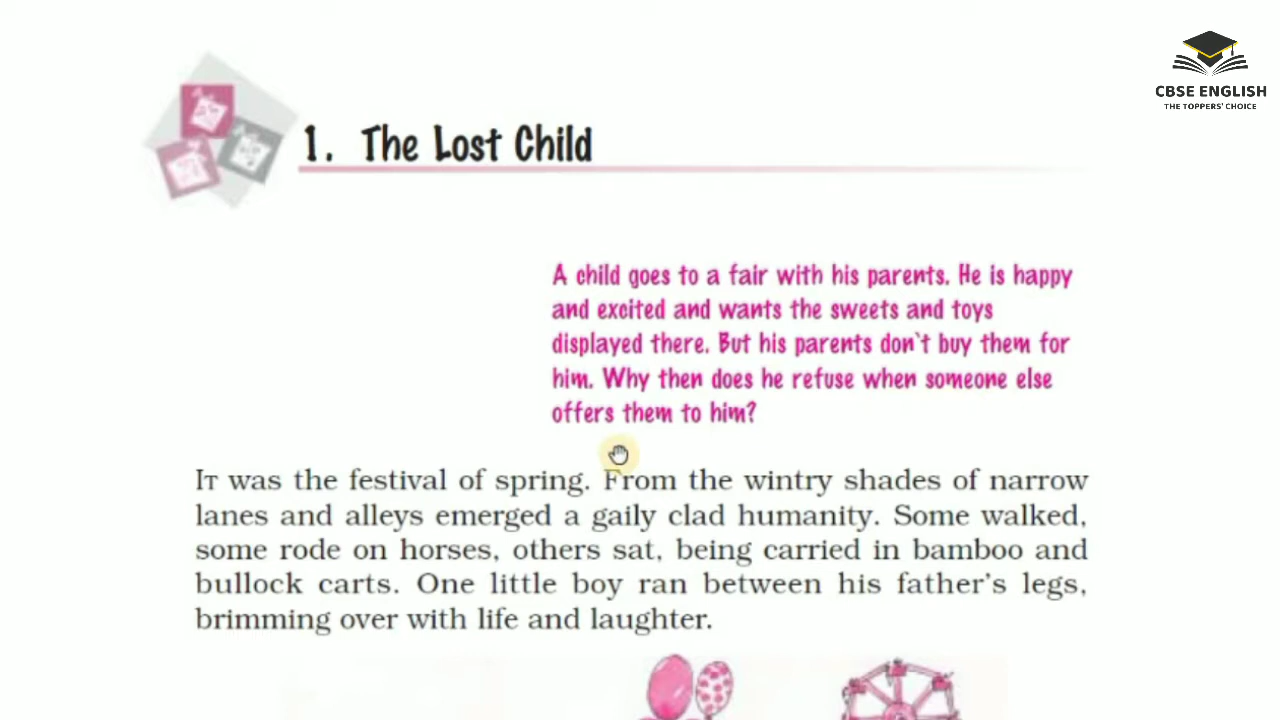 CBSE ENGLISH
THE TOPPERS' CHOICE
1. The Lost Child
A child goes to a fair with his parents. He is happy
and excited and wants the sweets and toys
displayed there. But his parents don't buy them for
him. Why then does he refuse when someone else
offers them to him?
IT was the festival of spring. From the wintry shades of narrow
lanes and alleys emerged a gaily clad humanity. Some walked,
some rode on horses, others sat, being carried in bamboo and
bullock carts. One little boy ran between his father's legs,
brimming over with life and laughter.